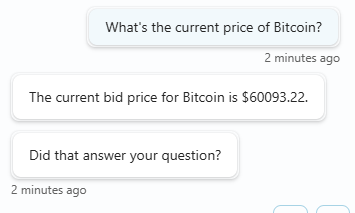 What's the current price of Bitcoin?
2 minutes ago
The current bid price for Bitcoin is $60093.22.
Did that answer your question?
2 minutes ago